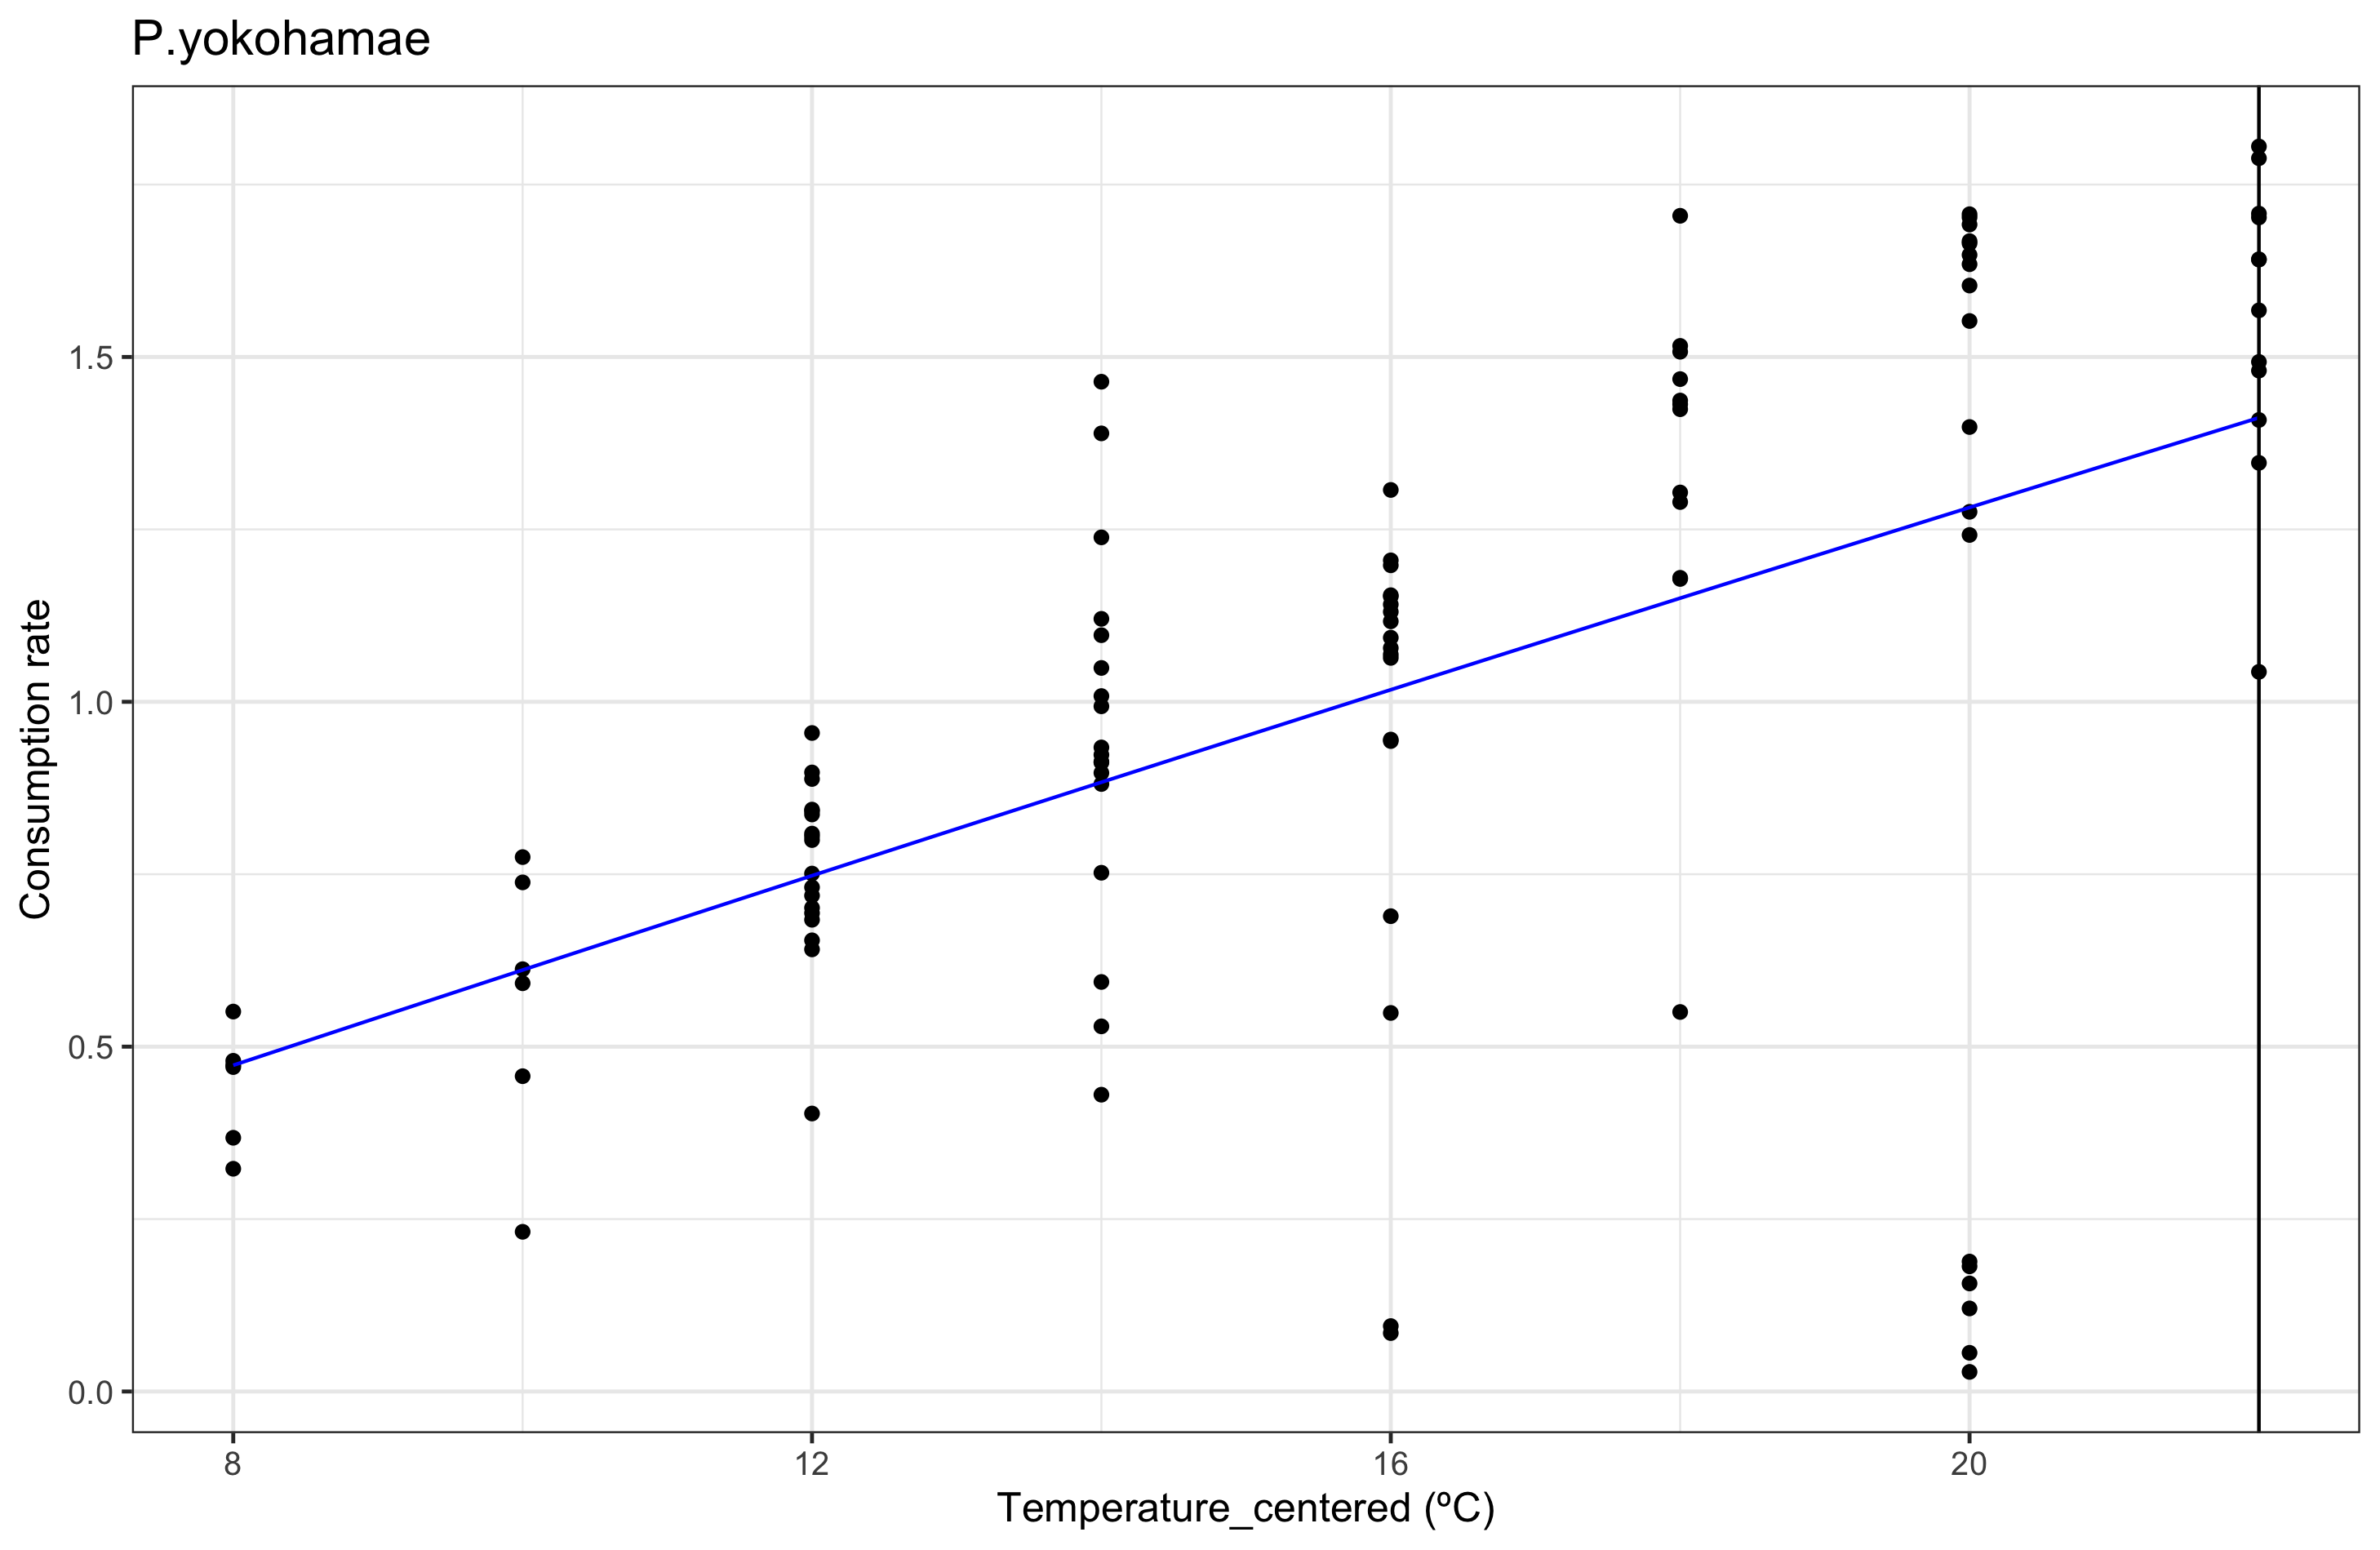 P.yokohamae
Consumption rate
1.5
1.0
0.5
0.0
8 12 16 20
Temperature_centered (ºC)